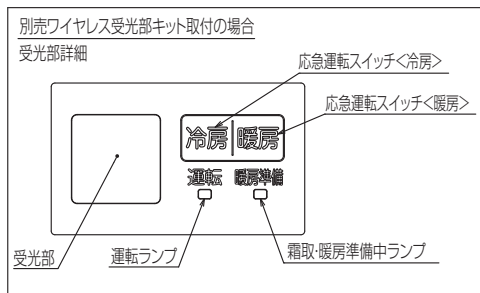 別売ワイヤレス受光部キット取付の場合
受光部詳細
応急運転スイッチ<冷房>
応急運転スイッチ<暖房>
冷房 暖房
運転 暖房準備
受光部
運転ランプ
霜取・暖房準備中ランプ